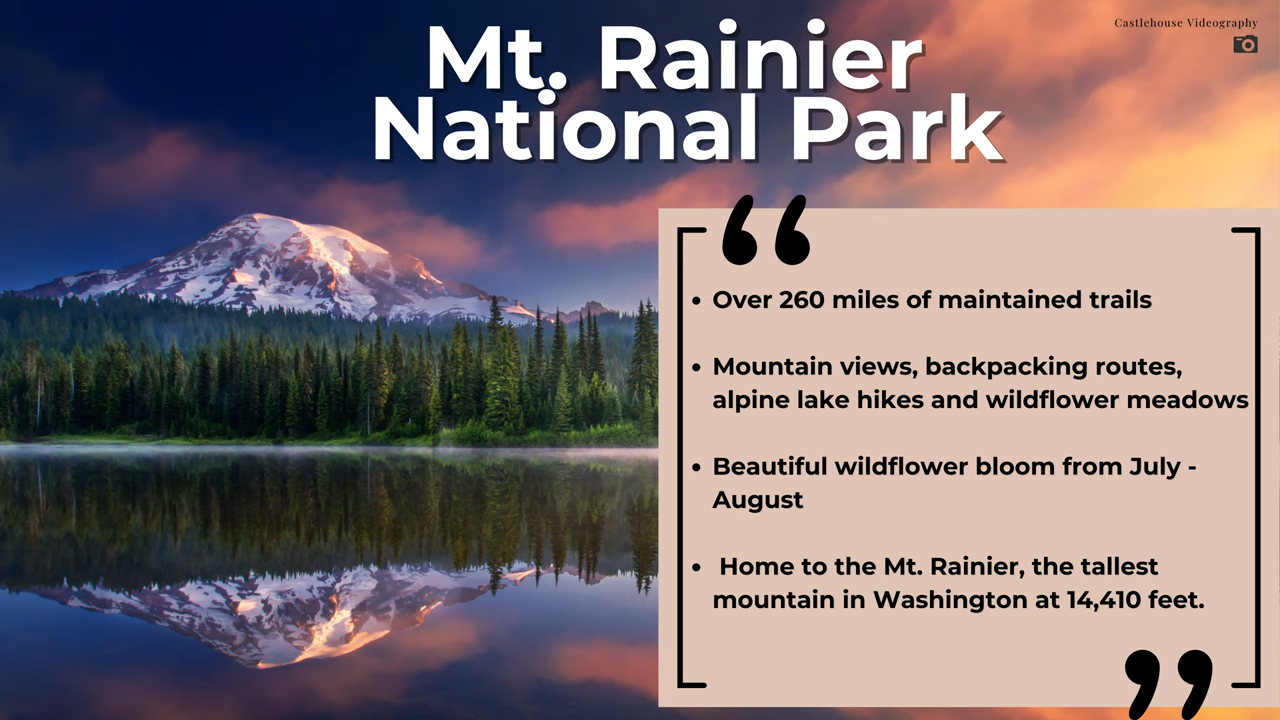 Castlehouse Videography
Mt. Rainier
National Park
“
• Over 260 miles of maintained trails
• Mountain views, backpacking routes,
alpine lake hikes and wildflower meadows
• Beautiful wildflower bloom from July -
August
• Home to the Mt. Rainier, the tallest
mountain in Washington at 14,410 feet.
”